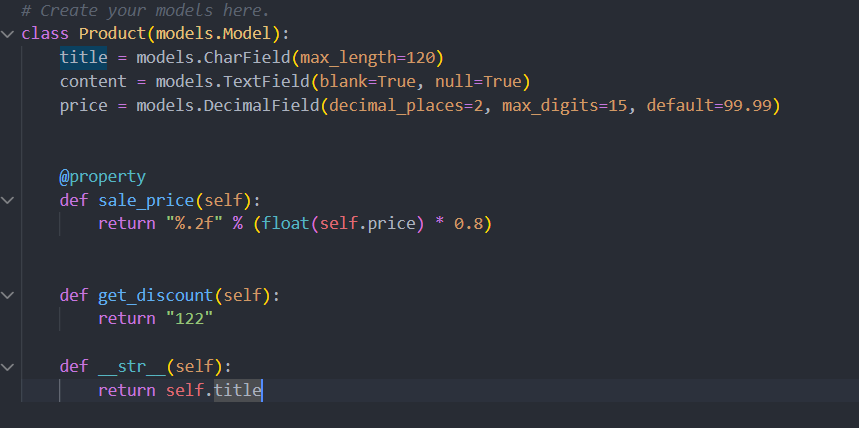 # Create your models here.
class Product(models.Model):
    title = models.CharField(max_length=120)
    content = models.TextField(blank=True, null=True)
    price = models.DecimalField(decimal_places=2, max_digits=15, default=99.99)
    @property
    def sale_price(self):
        return "%.2f" % (float(self.price) * 0.8)
    def get_discount(self):
        return "122"
    def __str__(self):
        return self.title